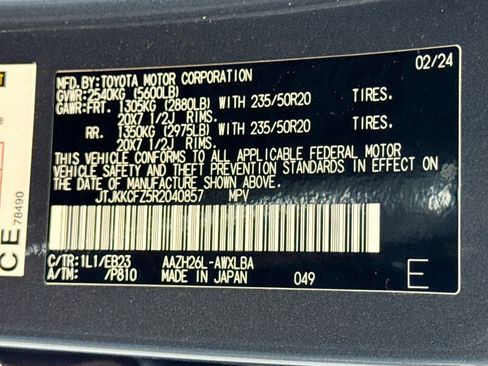 02/24
MFD.BY:TOYOTA MOTOR CORPORATION
GVWR:2540KG (5600LB)
GAWR:FRT. 1305KG (2880LB) WITH 235/50R20 TIRES.
20X7 1/2J RIMS.
RR. 1350KG (2975LB) WITH 235/50R20 TIRES.
20X7 1/2J RIMS.
THIS VEHICLE CONFORMS TO ALL APPLICABLE FEDERAL MOTOR
VEHICLE SAFETY AND THEFT PREVENTION STANDARDS IN EFFECT ON
THE DATE OF MANUFACTURE SHOWN ABOVE.
JTJKKCFZ5R2040857 MPV
C/TR:1L1/EB23 AAZH26L-AWXLBA
A/TM: /P810 MADE IN JAPAN 049 E
CE 78490